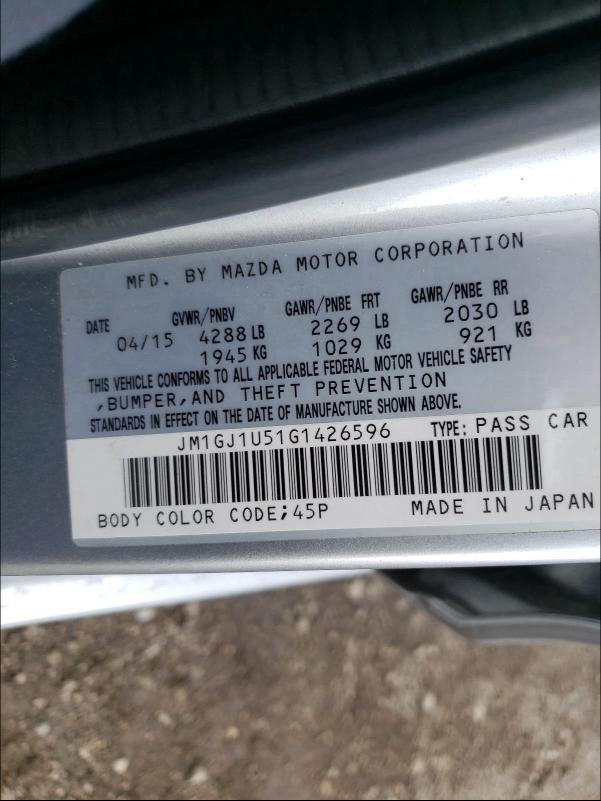 MFD. BY MAZDA MOTOR CORPORATION
DATE GVWR/PNBV GAWR/PNBE FRT GAWR/PNBE RR
04/15 4288 LB 2269 LB 2030 LB
1945 KG 1029 KG 921 KG
THIS VEHICLE CONFORMS TO ALL APPLICABLE FEDERAL MOTOR VEHICLE SAFETY
,BUMPER,AND THEFT PREVENTION
STANDARDS IN EFFECT ON THE DATE OF MANUFACTURE SHOWN ABOVE.
JM1GJ1U51G1426596 TYPE: PASS CAR
BODY COLOR CODE;45P MADE IN JAPAN